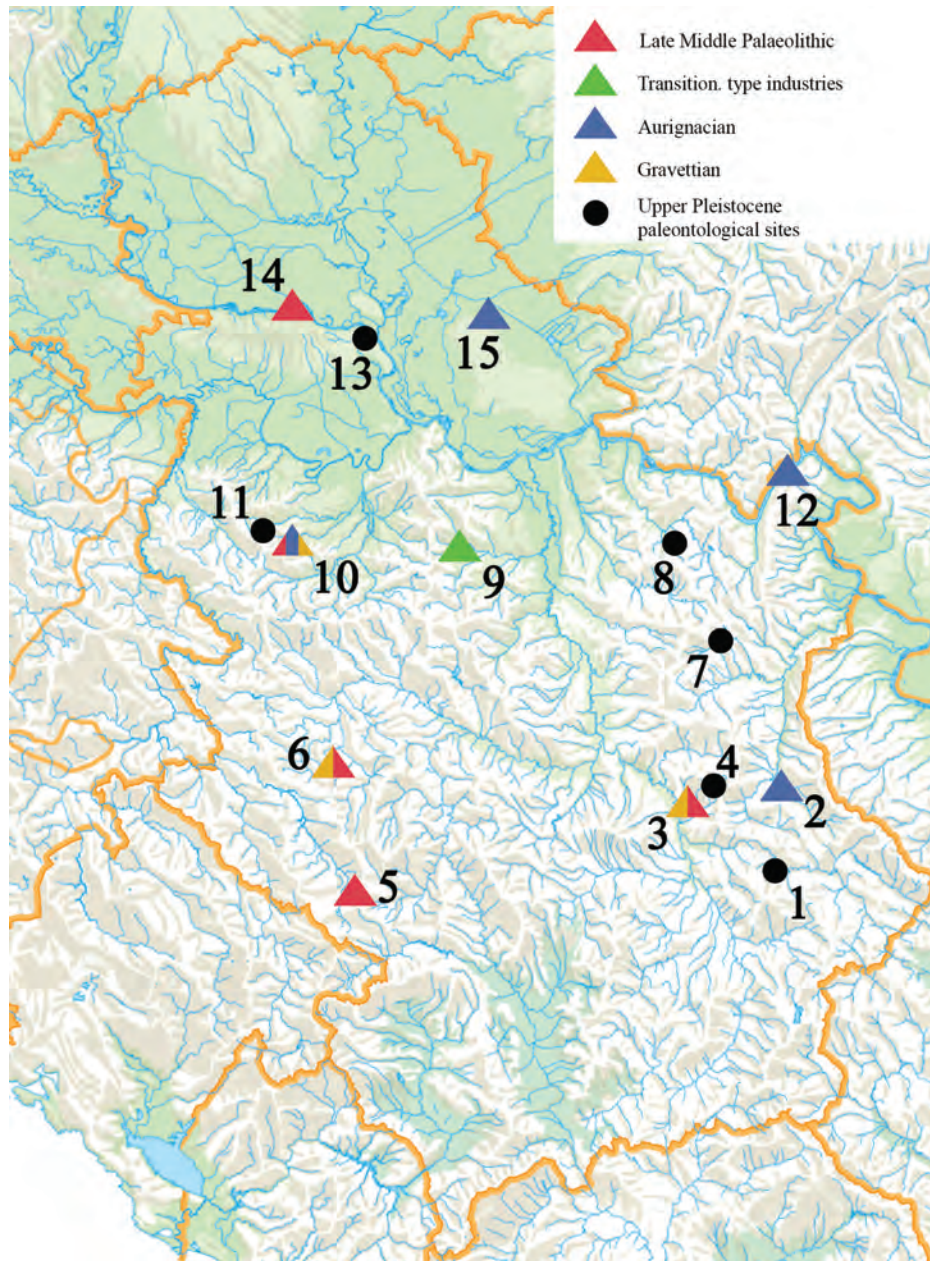 Late Middle Palaeolithic
Transition. type industries
Aurignacian
Gravettian
Upper Pleistocene
paleontological sites
14
13
15
12
11
10
9
8
7
6
4
3
2
5
1